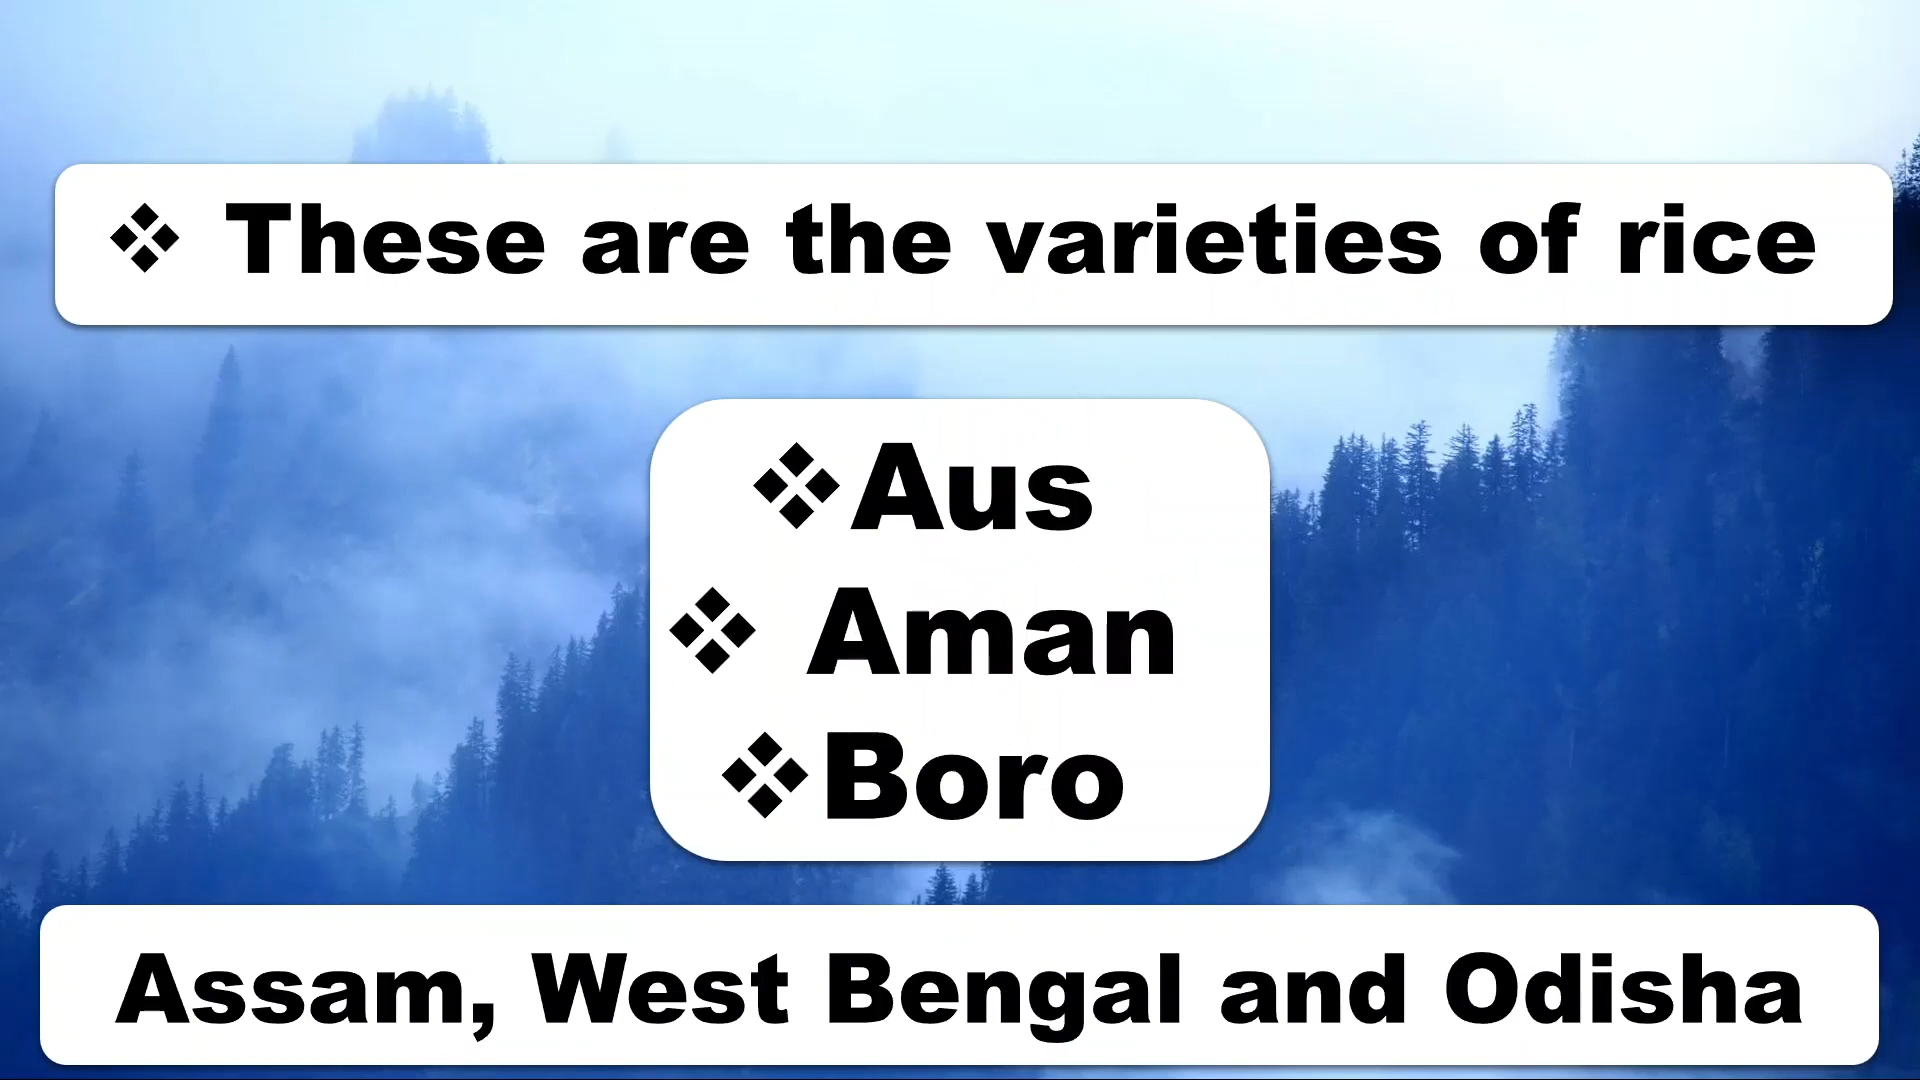 ❖ These are the varieties of rice
❖Aus
❖ Aman
❖Boro
Assam, West Bengal and Odisha